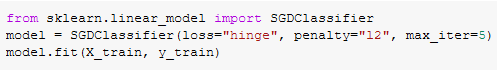 from sklearn.linear_model import SGDClassifier
model = SGDClassifier(loss="hinge", penalty="l2", max_iter=5)
model.fit(X_train, y_train)